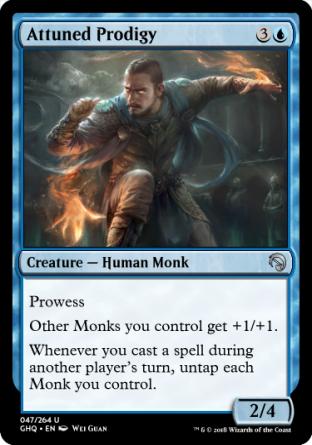 Attuned Prodigy 3
Creature — Human Monk
Prowess
Other Monks you control get +1/+1.
Whenever you cast a spell during
another player's turn, untap each
Monk you control.
2/4
047/264 U
GHQ • EN Wei Guan
™ & © 2018 Wizards of the Coast